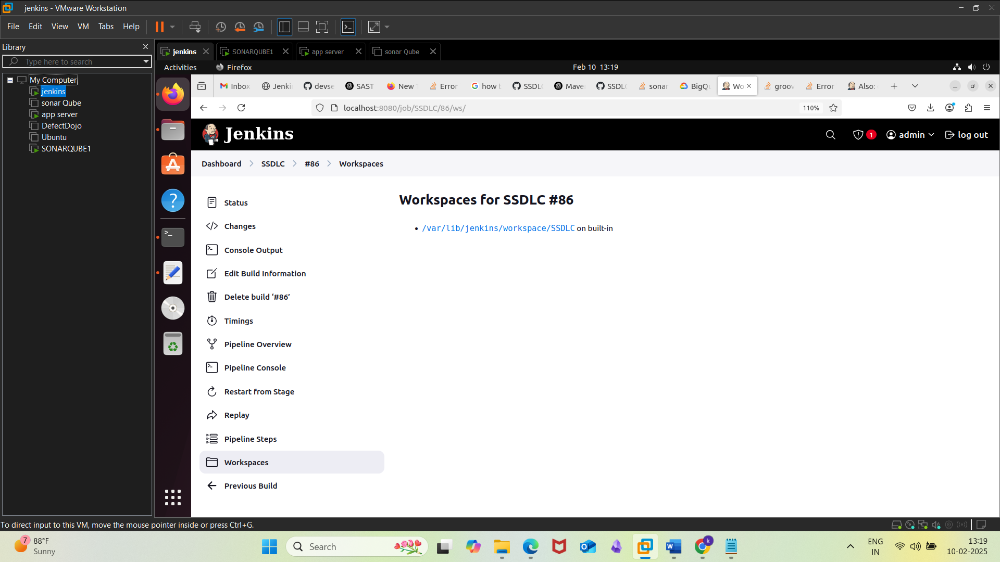 jenkins - VMware Workstation
File Edit View VM Tabs Help
Library
Type here to search
My Computer
jenkins
sonar Qube
app server
DefectDojo
Ubuntu
SONARQUBE1
jenkins SONARQUBE1 app server sonar Qube
Activities Firefox Feb 10 13:19
Inbox Jenki devse SAST New T Error how t SSDLC Maven SSDLC sonar BigQu Wo groov Error Also:
localhost:8080/job/SSDLC/86/ws/ 110%
Jenkins 1 admin log out
Dashboard SSDLC #86 Workspaces
Status
Changes
Console Output
Edit Build Information
Delete build ‘#86’
Timings
Pipeline Overview
Pipeline Console
Restart from Stage
Replay
Pipeline Steps
Workspaces
Previous Build
Workspaces for SSDLC #86
• /var/lib/jenkins/workspace/SSDLC on built-in
To direct input to this VM, move the mouse pointer inside or press Ctrl+G.
7 88°F
Sunny
Search
k
ENG
IN
13:19
10-02-2025